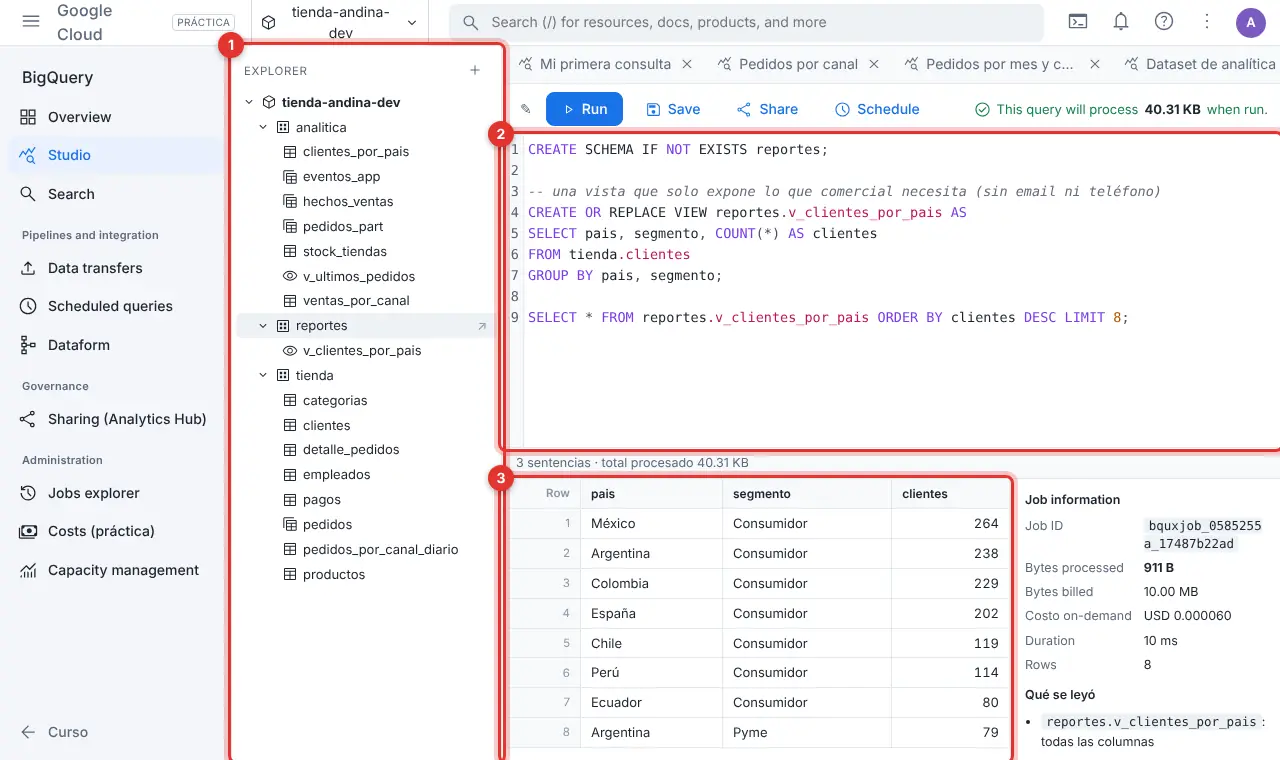 Google Cloud
PRÁCTICA
tienda-andina-dev
Search (/) for resources, docs, products, and more
A
BigQuery
Overview
Studio
Search
Pipelines and integration
Data transfers
Scheduled queries
Dataform
Governance
Sharing (Analytics Hub)
Administration
Jobs explorer
Costs (práctica)
Capacity management
Curso
1
EXPLORER
tienda-andina-dev
analitica
clientes_por_pais
eventos_app
hechos_ventas
pedidos_part
stock_tiendas
v_ultimos_pedidos
ventas_por_canal
reportes
v_clientes_por_pais
tienda
categorias
clientes
detalle_pedidos
empleados
pagos
pedidos
pedidos_por_canal_diario
productos
Mi primera consulta
Pedidos por canal
Pedidos por mes y c...
Dataset de analítica
Run
Save
Share
Schedule
This query will process 40.31 KB when run.
2
1 CREATE SCHEMA IF NOT EXISTS reportes;
2
3 -- una vista que solo expone lo que comercial necesita (sin email ni teléfono)
4 CREATE OR REPLACE VIEW reportes.v_clientes_por_pais AS
5 SELECT pais, segmento, COUNT(*) AS clientes
6 FROM tienda.clientes
7 GROUP BY pais, segmento;
8
9 SELECT * FROM reportes.v_clientes_por_pais ORDER BY clientes DESC LIMIT 8;
3 sentencias · total procesado 40.31 KB
3
Row pais segmento clientes
1 México Consumidor 264
2 Argentina Consumidor 238
3 Colombia Consumidor 229
4 España Consumidor 202
5 Chile Consumidor 119
6 Perú Consumidor 114
7 Ecuador Consumidor 80
8 Argentina Pyme 79
Job information
Job ID bquxjob_0585255
a_17487b22ad
Bytes processed 911 B
Bytes billed 10.00 MB
Costo on-demand USD 0.000060
Duration 10 ms
Rows 8
Qué se leyó
• reportes.v_clientes_por_pais :
todas las columnas